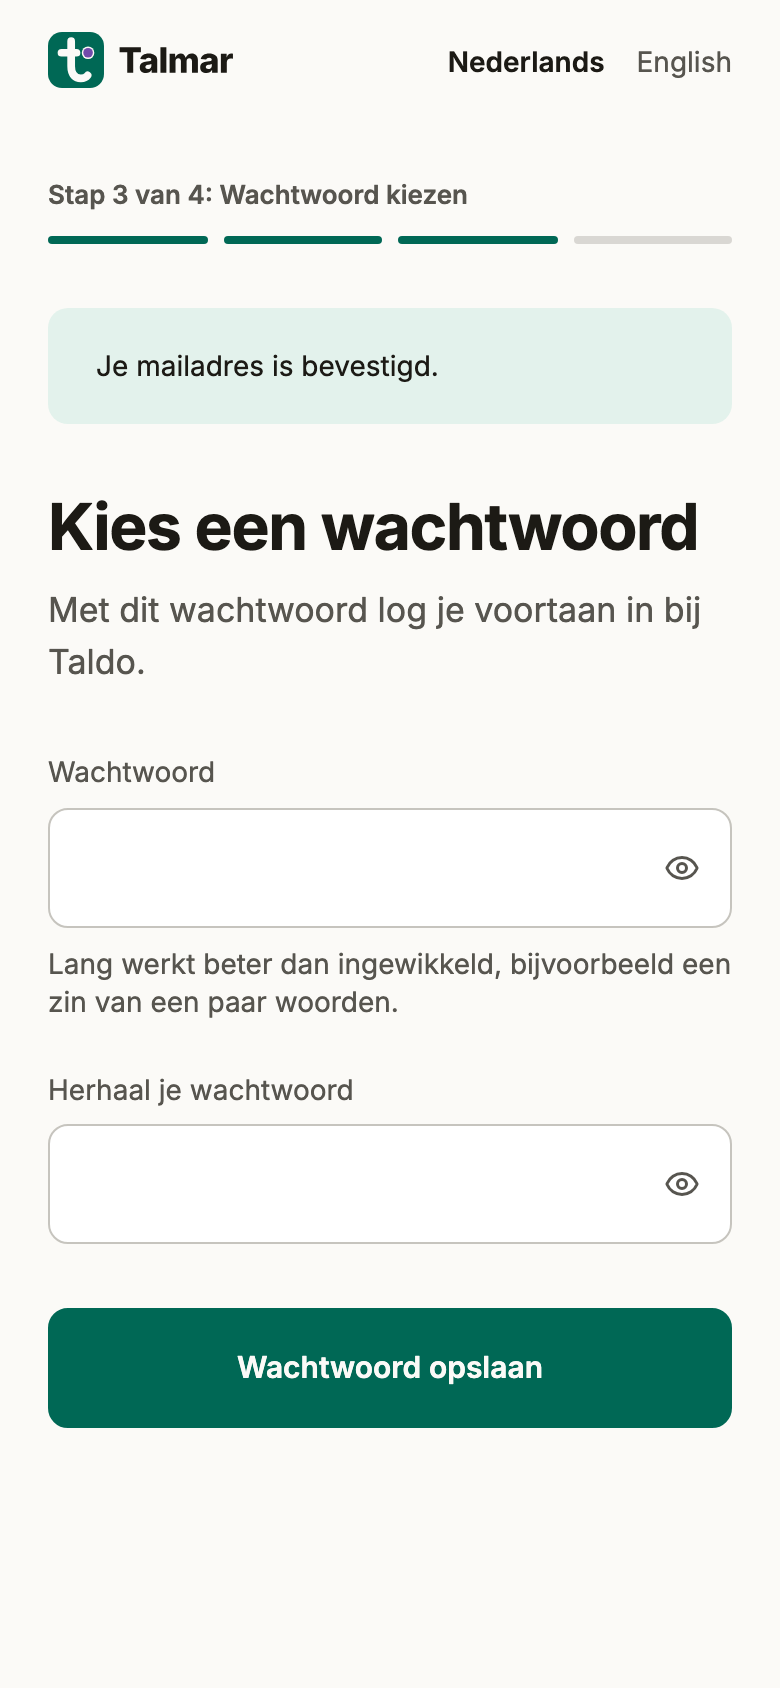 Talmar
Nederlands English
Stap 3 van 4: Wachtwoord kiezen
Je mailadres is bevestigd.
Kies een wachtwoord
Met dit wachtwoord log je voortaan in bij
Taldo.
Wachtwoord
Lang werkt beter dan ingewikkeld, bijvoorbeeld een
zin van een paar woorden.
Herhaal je wachtwoord
Wachtwoord opslaan